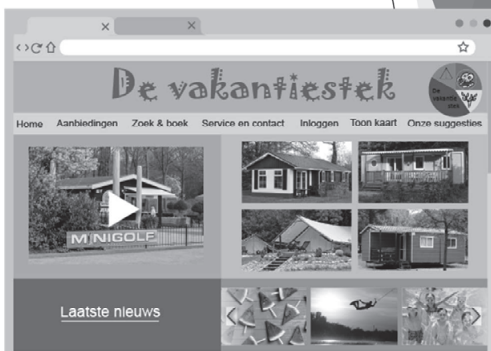 De vakantiestek
De
vakantie
stek
Home Aanbiedingen Zoek & boek Service en contact Inloggen Toon kaart Onze suggesties
MINIGOLF
Laatste nieuws